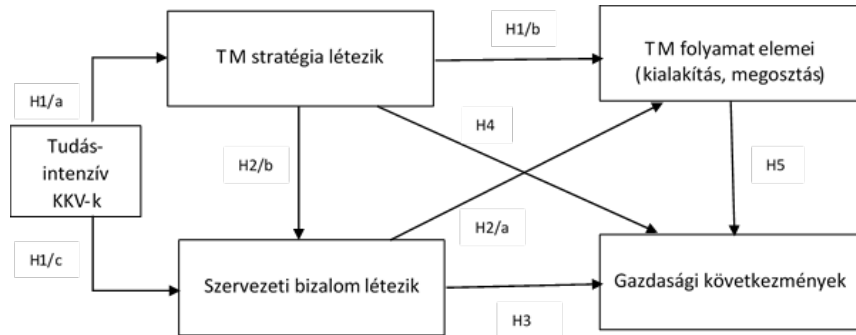 TM stratégia létezik
H1/b
TM folyamat elemei
(kialakítás, megosztás)
H1/a
H4
Tudás-
intenzív
KKV-k
H2/b
H5
H2/a
H1/c
Szervezeti bizalom létezik
Gazdasági következmények
H3